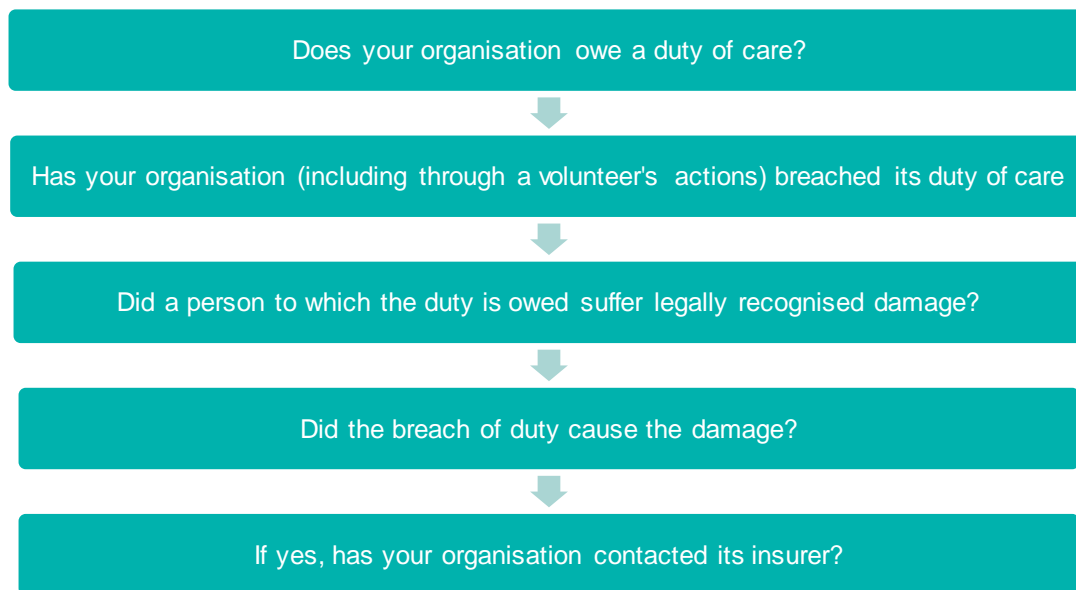 Does your organisation owe a duty of care?
Has your organisation (including through a volunteer's actions) breached its duty of care
Did a person to which the duty is owed suffer legally recognised damage?
Did the breach of duty cause the damage?
If yes, has your organisation contacted its insurer?